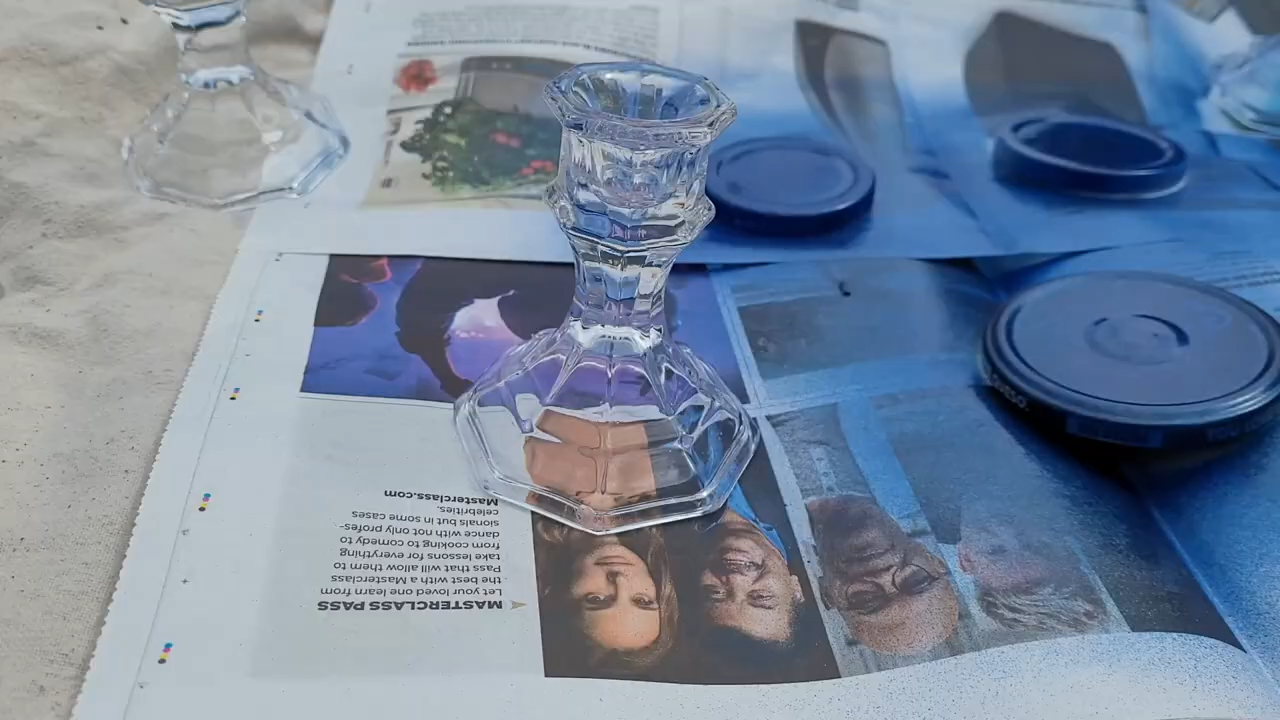 MASTERCLASS PASS
Let your loved one learn from
the best with a Masterclass
Pass that will allow them to
take lessons for everything
from cooking to comedy to
dance with not only profes-
sionals but in some cases
celebrities.
Masterclass.com